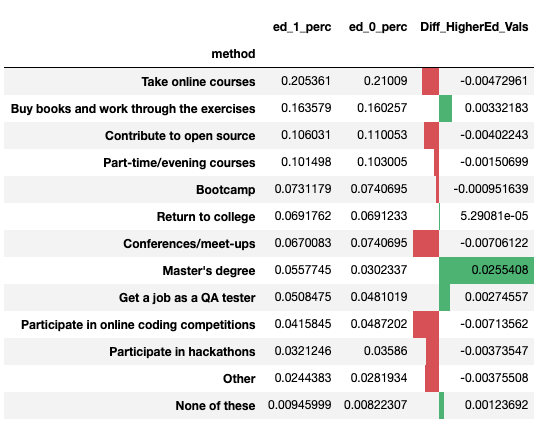 ed_1_perc ed_0_perc Diff_HigherEd_Vals
method
Take online courses 0.205361 0.21009 -0.00472961
Buy books and work through the exercises 0.163579 0.160257 0.00332183
Contribute to open source 0.106031 0.110053 -0.00402243
Part-time/evening courses 0.101498 0.103005 -0.00150699
Bootcamp 0.0731179 0.0740695 -0.000951639
Return to college 0.0691762 0.0691233 5.29081e-05
Conferences/meet-ups 0.0670083 0.0740695 -0.00706122
Master's degree 0.0557745 0.0302337 0.0255408
Get a job as a QA tester 0.0508475 0.0481019 0.00274557
Participate in online coding competitions 0.0415845 0.0487202 -0.00713562
Participate in hackathons 0.0321246 0.03586 -0.00373547
Other 0.0244383 0.0281934 -0.00375508
None of these 0.00945999 0.00822307 0.00123692